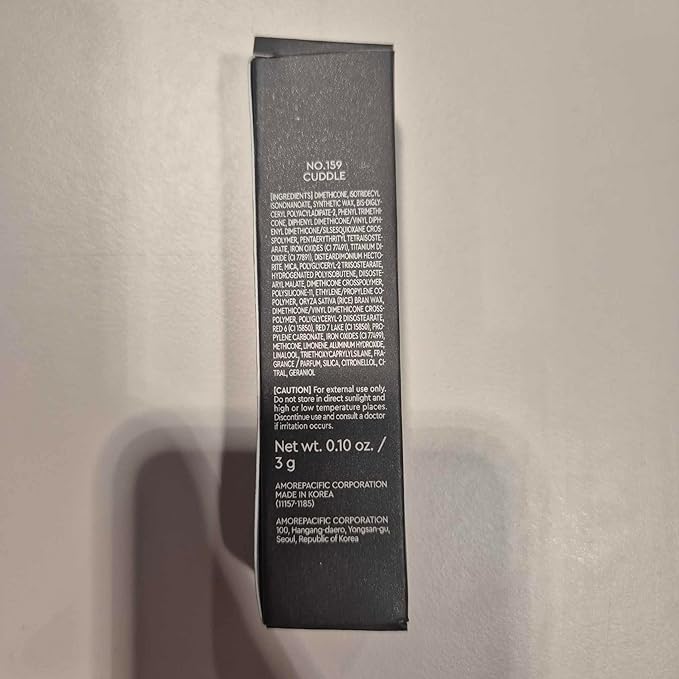 NO.159
CUDDLE
[INGREDIENTS] DIMETHICONE, ISOTRIDECYL
ISONONANOATE, SYNTHETIC WAX, BIS-DIGLY-
CERYL POLYACYLADIPATE-2, PHENYL TRIMETHI-
CONE, DIPHENYL DIMETHICONE/VINYL DIPH-
ENYL DIMETHICONE/SILSESQUIOXANE CROS-
SPOLYMER, PENTAERYTHRITYL TETRAISOSTE-
ARATE, IRON OXIDES (CI 77491), TITANIUM DI-
OXIDE (CI 77891), DISTEARDIMONIUM HECTO-
RITE, MICA, POLYGLYCERYL-2 TRIISOSTEARATE,
HYDROGENATED POLYISOBUTENE, DIISOSTE-
ARYL MALATE, DIMETHICONE CROSSPOLYMER,
POLYSILICONE-11, ETHYLENE/PROPYLENE CO-
POLYMER, ORYZA SATIVA (RICE) BRAN WAX,
DIMETHICONE/VINYL DIMETHICONE CROSS-
POLYMER, POLYGLYCERYL-2 DIISOSTEARATE,
RED 6 (CI 15850), RED 7 LAKE (CI 15850), PRO-
PYLENE CARBONATE, IRON OXIDES (CI 77499),
METHICONE, LIMONENE, ALUMINUM HYDROXIDE,
LINALOOL, TRIETHOXYCAPRYLYLSILANE, FRA-
GRANCE / PARFUM, SILICA, CITRONELLOL, CI-
TRAL, GERANIOL
[CAUTION] For external use only.
Do not store in direct sunlight and
high or low temperature places.
Discontinue use and consult a doctor
if irritation occurs.
Net wt. 0.10 oz. /
3 g
AMOREPACIFIC CORPORATION
MADE IN KOREA
(11157-1185)
AMOREPACIFIC CORPORATION
100, Hangang-daero, Yongsan-gu,
Seoul, Republic of Korea